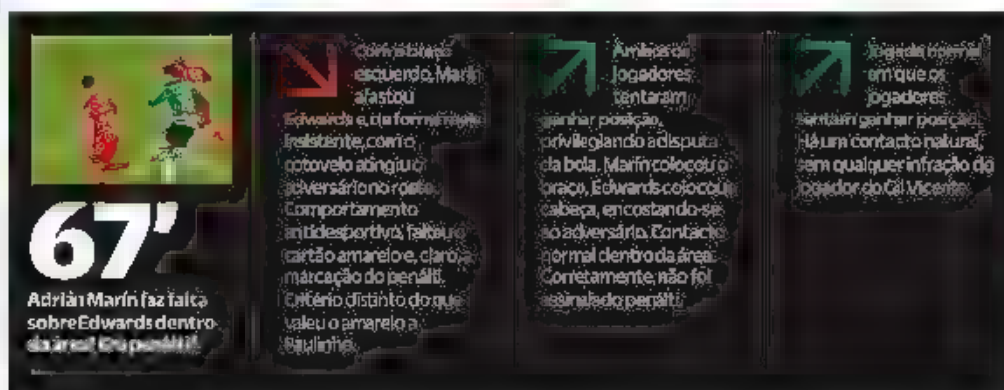 67'
Adrián Marín faz falta
sobre Edwards dentro
da área? É o penálti?
Com o braço
esquerdo, Marín
afastou
Edwards e, de forma
insistente, com o
cotovelo atingiu o
adversário no rosto.
Comportamento
antidesportivo, faltou o
cartão amarelo e, claro, a
marcação do penálti.
Critério distinto do que
valeu o amarelo a
Paulinho.
Ambos os
jogadores
tentaram
ganhar posição,
privilegiando a disputa
da bola. Marín colocou o
braço, Edwards colocou a
cabeça, encostando-se
ao adversário. Contacto
normal dentro da área.
Corretamente, não foi
assinalado penálti.
Jogada normal
em que os
jogadores
tentam ganhar posição.
Há um contacto natural,
sem qualquer infração do
jogador do Gil Vicente.